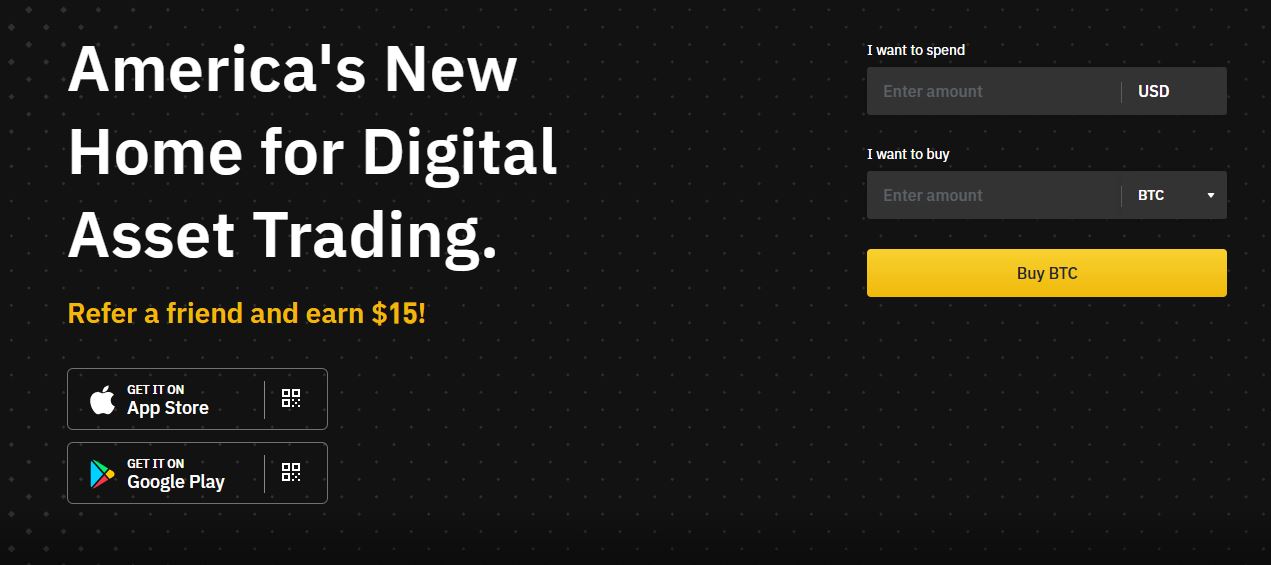 America's New
Home for Digital
Asset Trading.
Refer a friend and earn $15!
GET IT ON
App Store
GET IT ON
Google Play
I want to spend
Enter amount USD
I want to buy
Enter amount BTC
Buy BTC